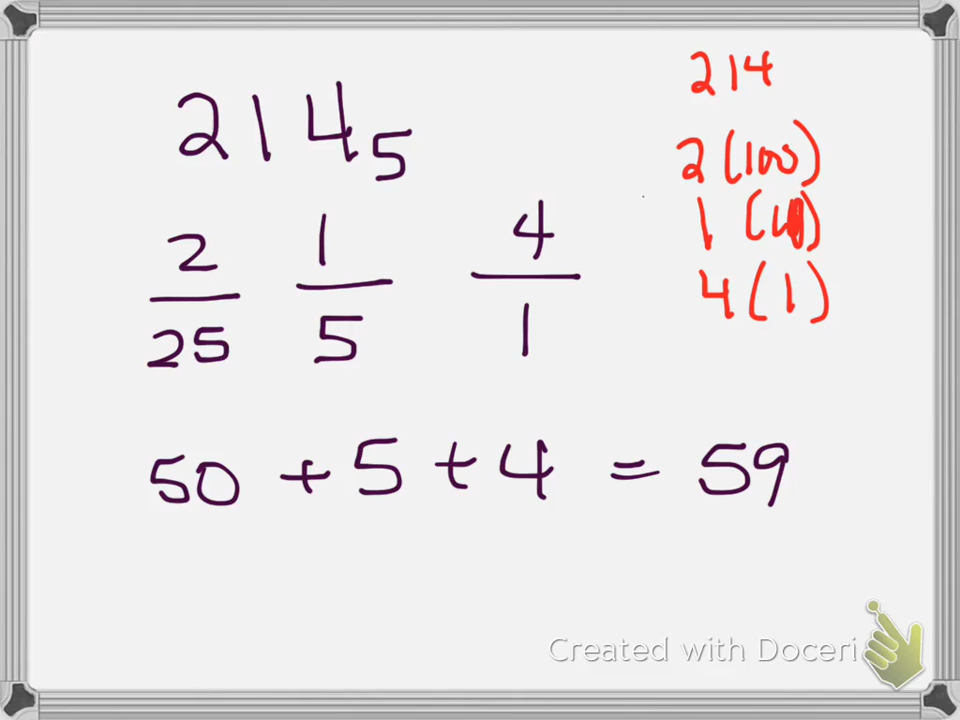 214₅
2 1 4
25 5 1
50 + 5 + 4 = 59
214
2 (100)
1 (
4 (1)
Created with Doceri